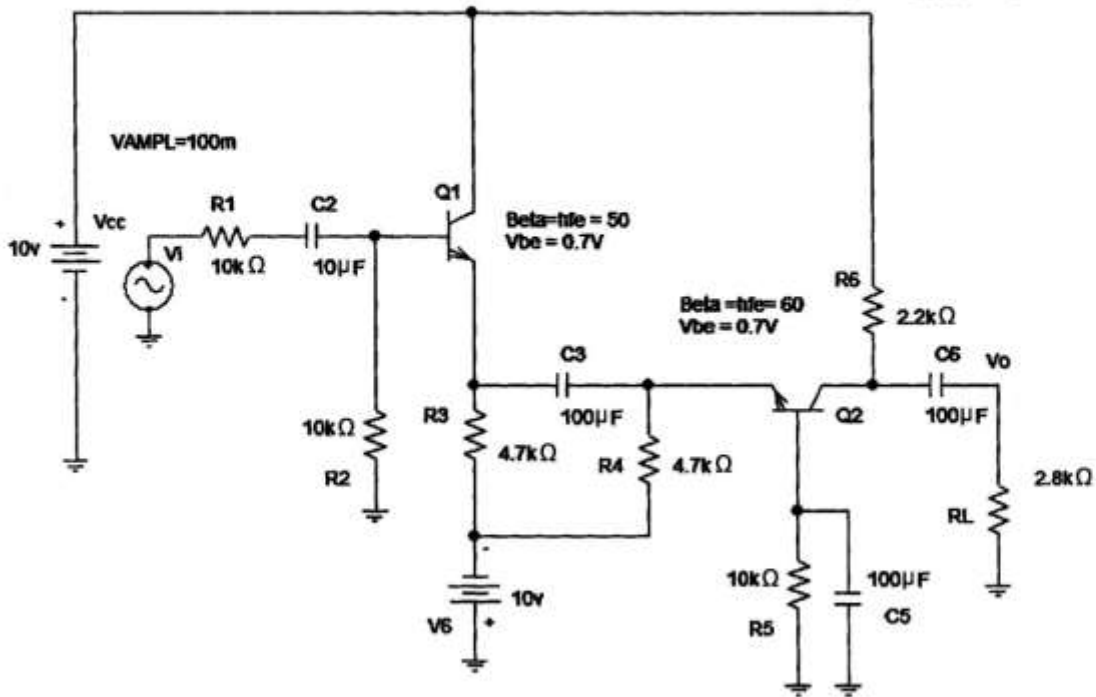 VAMPL=100m
Q1
R1
C2
Beta=hfe = 50
Vbe = 0.7V
Vcc
+
10v
-
Vi
10kΩ
10μF
R6
2.2kΩ
Beta =hfe= 60
Vbe = 0.7V
C3
C6
Vo
R3
10kΩ
R2
4.7kΩ
100μF
R4
4.7kΩ
Q2
100μF
2.8kΩ
RL
-
10v
V6
+
10kΩ
R5
100μF
C5